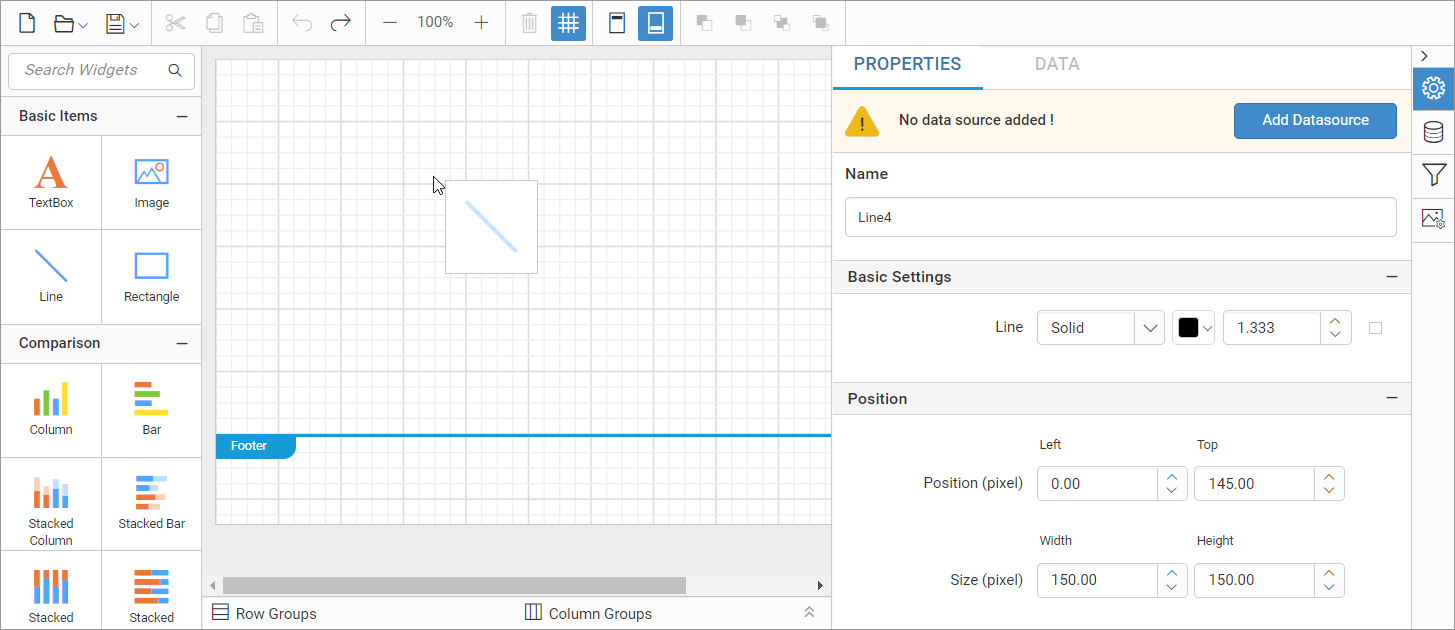 100%
Search Widgets
Basic Items
TextBox
Image
Line
Rectangle
Comparison
Column
Bar
Stacked
Column
Stacked Bar
Stacked
Stacked
Footer
Row Groups
Column Groups
PROPERTIES
DATA
No data source added !
Add Datasource
Name
Line4
Basic Settings
Line
Solid
1.333
Position
Left
Top
Position (pixel)
0.00
145.00
Width
Height
Size (pixel)
150.00
150.00